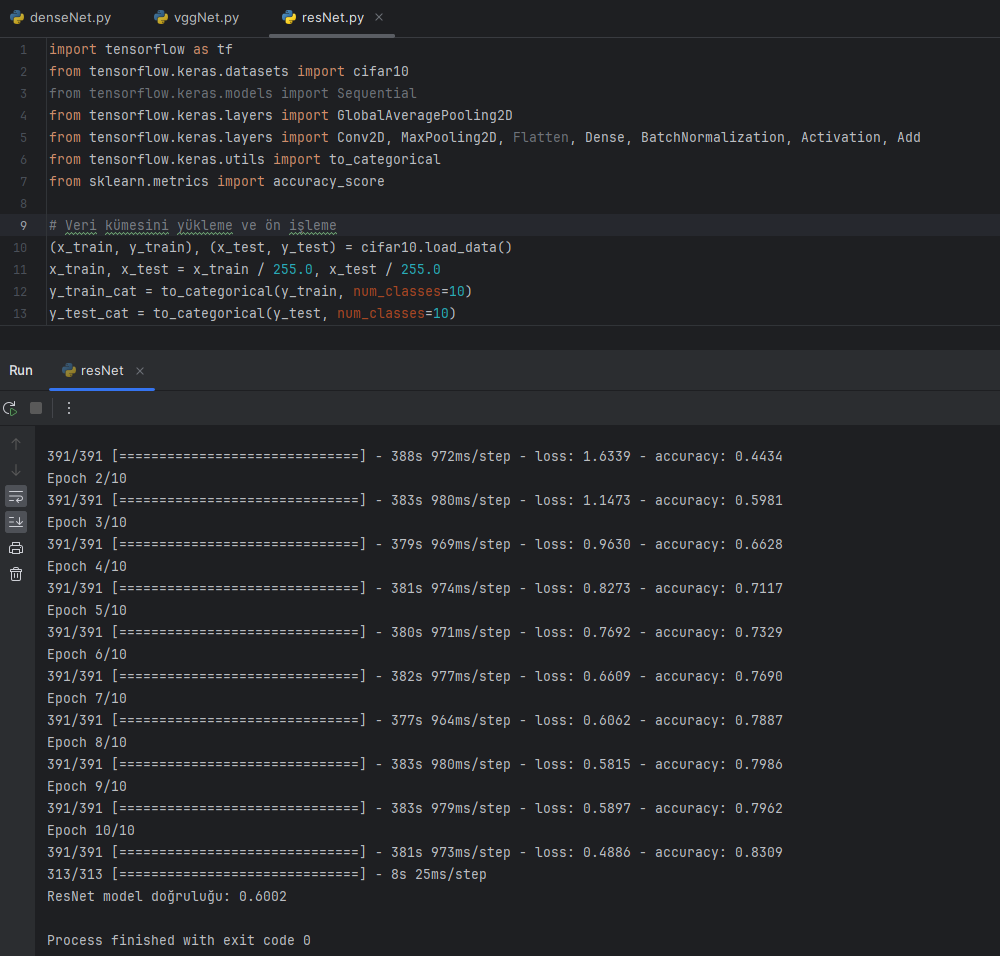 denseNet.py vggNet.py resNet.py ×
1 import tensorflow as tf
2 from tensorflow.keras.datasets import cifar10
3 from tensorflow.keras.models import Sequential
4 from tensorflow.keras.layers import GlobalAveragePooling2D
5 from tensorflow.keras.layers import Conv2D, MaxPooling2D, Flatten, Dense, BatchNormalization, Activation, Add
6 from tensorflow.keras.utils import to_categorical
7 from sklearn.metrics import accuracy_score
8
9 # Veri kümesini yükleme ve ön işleme
10 (x_train, y_train), (x_test, y_test) = cifar10.load_data()
11 x_train, x_test = x_train / 255.0, x_test / 255.0
12 y_train_cat = to_categorical(y_train, num_classes=10)
13 y_test_cat = to_categorical(y_test, num_classes=10)
Run resNet ×
391/391 [==============================] - 388s 972ms/step - loss: 1.6339 - accuracy: 0.4434
Epoch 2/10
391/391 [==============================] - 383s 980ms/step - loss: 1.1473 - accuracy: 0.5981
Epoch 3/10
391/391 [==============================] - 379s 969ms/step - loss: 0.9630 - accuracy: 0.6628
Epoch 4/10
391/391 [==============================] - 381s 974ms/step - loss: 0.8273 - accuracy: 0.7117
Epoch 5/10
391/391 [==============================] - 380s 971ms/step - loss: 0.7692 - accuracy: 0.7329
Epoch 6/10
391/391 [==============================] - 382s 977ms/step - loss: 0.6609 - accuracy: 0.7690
Epoch 7/10
391/391 [==============================] - 377s 964ms/step - loss: 0.6062 - accuracy: 0.7887
Epoch 8/10
391/391 [==============================] - 383s 980ms/step - loss: 0.5815 - accuracy: 0.7986
Epoch 9/10
391/391 [==============================] - 383s 979ms/step - loss: 0.5897 - accuracy: 0.7962
Epoch 10/10
391/391 [==============================] - 381s 973ms/step - loss: 0.4886 - accuracy: 0.8309
313/313 [==============================] - 8s 25ms/step
ResNet model doğruluğu: 0.6002
Process finished with exit code 0